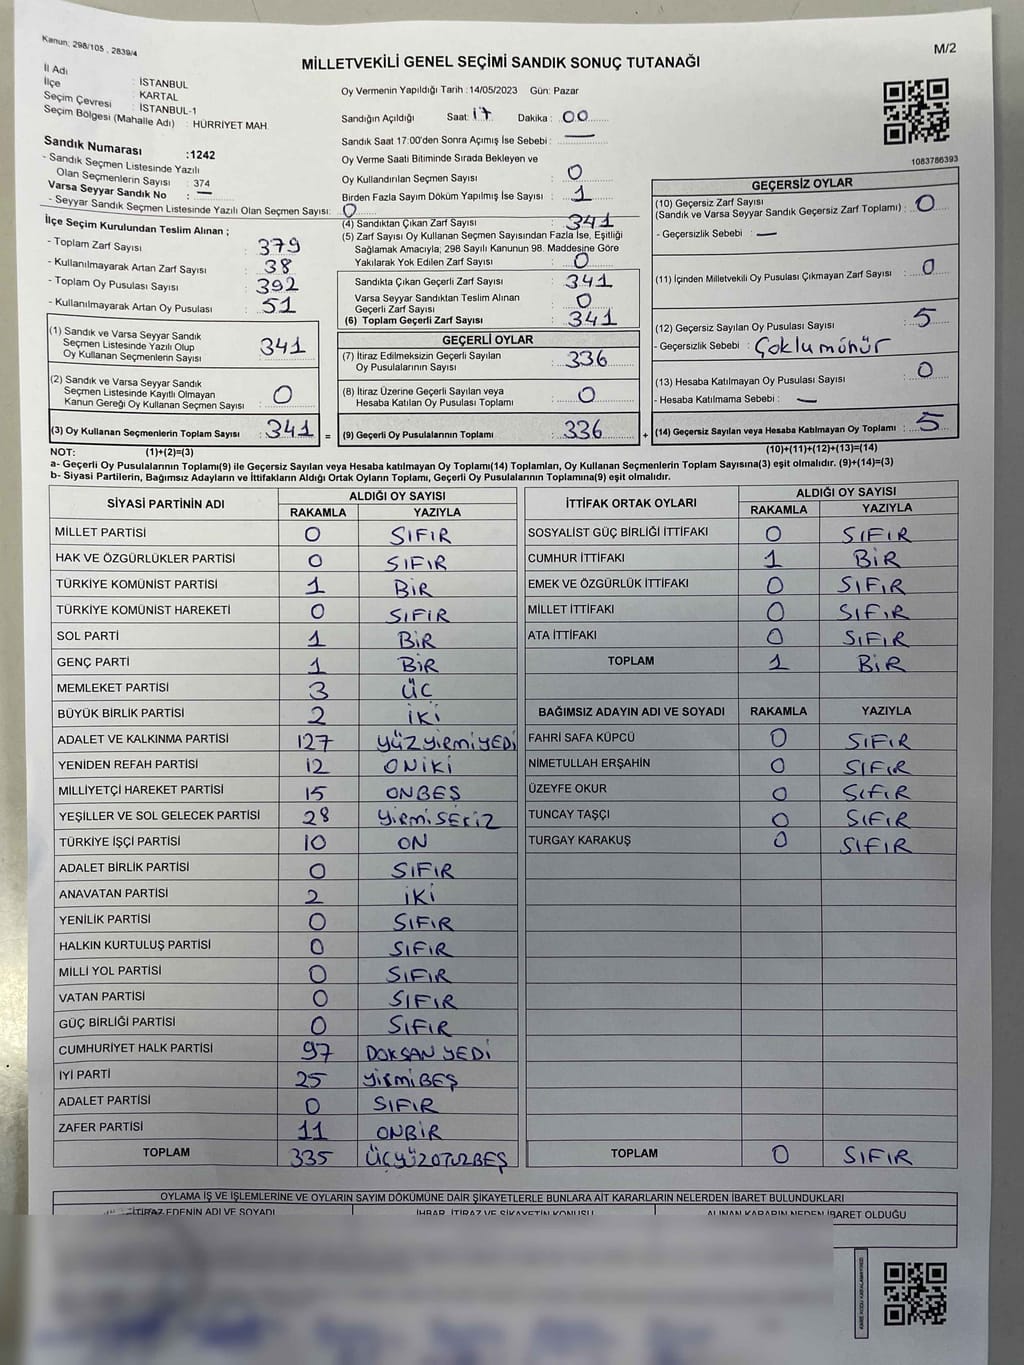 Kanun; 298/105 , 2839/4
M/2
MİLLETVEKİLİ GENEL SEÇİMİ SANDIK SONUÇ TUTANAĞI
İl Adı : İSTANBUL
İlçe : KARTAL
Seçim Çevresi : İSTANBUL-1
Seçim Bölgesi (Mahalle Adı) : HÜRRİYET MAH.
Oy Vermenin Yapıldığı Tarih : 14/05/2023 Gün: Pazar
Sandığın Açıldığı Saat: 17 Dakika : 00
Sandık Saat 17:00'den Sonra Açımış İse Sebebi : —
Oy Verme Saati Bitiminde Sırada Bekleyen ve
Oy Kullandırılan Seçmen Sayısı : 0
Birden Fazla Sayım Döküm Yapılmış İse Sayısı : 1
1083786393
Sandık Numarası :1242
- Sandık Seçmen Listesinde Yazılı
Olan Seçmenlerin Sayısı : 374
Varsa Seyyar Sandık No : —
- Seyyar Sandık Seçmen Listesinde Yazılı Olan Seçmen Sayısı: 0
İlçe Seçim Kurulundan Teslim Alınan ;
- Toplam Zarf Sayısı : 379
- Kullanılmayarak Artan Zarf Sayısı : 38
- Toplam Oy Pusulası Sayısı : 392
- Kullanılmayarak Artan Oy Pusulası : 51
(1) Sandık ve Varsa Seyyar Sandık
Seçmen Listesinde Yazılı Olup
Oy Kullanan Seçmenlerin Sayısı : 341
(2) Sandık ve Varsa Seyyar Sandık
Seçmen Listesinde Kayıtlı Olmayan
Kanun Gereği Oy Kullanan Seçmen Sayısı : 0
(3) Oy Kullanan Seçmenlerin Toplam Sayısı : 341 =
(4) Sandıktan Çıkan Zarf Sayısı : 341
(5) Zarf Sayısı Oy Kullanan Seçmen Sayısından Fazla İse, Eşitliği
Sağlamak Amacıyla, 298 Sayılı Kanunun 98. Maddesine Göre
Yakılarak Yok Edilen Zarf Sayısı : 0
Sandıkta Çıkan Geçerli Zarf Sayısı : 341
Varsa Seyyar Sandıktan Teslim Alınan
Geçerli Zarf Sayısı : 0
(6) Toplam Geçerli Zarf Sayısı : 341
GEÇERLİ OYLAR
(7) İtiraz Edilmeksizin Geçerli Sayılan
Oy Pusulalarının Sayısı : 336
(8) İtiraz Üzerine Geçerli Sayılan veya
Hesaba Katılan Oy Pusulası Toplamı : 0
(9) Geçerli Oy Pusulalarının Toplamı : 336 +
GEÇERSİZ OYLAR
(10) Geçersiz Zarf Sayısı
(Sandık ve Varsa Seyyar Sandık Geçersiz Zarf Toplamı) : 0
- Geçersizlik Sebebi : —
(11) İçinden Milletvekili Oy Pusulası Çıkmayan Zarf Sayısı : 0
(12) Geçersiz Sayılan Oy Pusulası Sayısı : 5
- Geçersizlik Sebebi : Çoklu mühür
(13) Hesaba Katılmayan Oy Pusulası Sayısı : 0
- Hesaba Katılmama Sebebi : —
(14) Geçersiz Sayılan veya Hesaba Katılmayan Oy Toplamı : 5
NOT: (1)+(2)=(3)
(10)+(11)+(12)+(13)=(14)
a- Geçerli Oy Pusulalarının Toplamı(9) ile Geçersiz Sayılan veya Hesaba katılmayan Oy Toplamı(14) Toplamları, Oy Kullanan Seçmenlerin Toplam Sayısına(3) eşit olmalıdır. (9)+(14)=(3)
b- Siyasi Partilerin, Bağımsız Adayların ve İttifakların Aldığı Ortak Oyların Toplamı, Geçerli Oy Pusulalarının Toplamına(9) eşit olmalıdır.
SİYASİ PARTİNİN ADI ALDIĞI OY SAYISI
RAKAMLA YAZIYLA
MİLLET PARTİSİ 0 SIFIR
HAK VE ÖZGÜRLÜKLER PARTİSİ 0 SIFIR
TÜRKİYE KOMÜNİST PARTİSİ 1 BİR
TÜRKİYE KOMÜNİST HAREKETİ 0 SIFIR
SOL PARTİ 1 BİR
GENÇ PARTİ 1 BİR
MEMLEKET PARTİSİ 3 ÜÇ
BÜYÜK BİRLİK PARTİSİ 2 İKİ
ADALET VE KALKINMA PARTİSİ 127 YÜZYİRMİYEDİ
YENİDEN REFAH PARTİSİ 12 ONİKİ
MİLLİYETÇİ HAREKET PARTİSİ 15 ONBEŞ
YEŞİLLER VE SOL GELECEK PARTİSİ 28 YİRMİSEKİZ
TÜRKİYE İŞÇİ PARTİSİ 10 ON
ADALET BİRLİK PARTİSİ 0 SIFIR
ANAVATAN PARTİSİ 2 İKİ
YENİLİK PARTİSİ 0 SIFIR
HALKIN KURTULUŞ PARTİSİ 0 SIFIR
MİLLİ YOL PARTİSİ 0 SIFIR
VATAN PARTİSİ 0 SIFIR
GÜÇ BİRLİĞİ PARTİSİ 0 SIFIR
CUMHURİYET HALK PARTİSİ 97 DOKSAN YEDİ
İYİ PARTİ 25 YİRMİBEŞ
ADALET PARTİSİ 0 SIFIR
ZAFER PARTİSİ 11 ONBİR
TOPLAM 335 ÜÇYÜZOTUZBEŞ
İTTİFAK ORTAK OYLARI ALDIĞI OY SAYISI
RAKAMLA YAZIYLA
SOSYALİST GÜÇ BİRLİĞİ İTTİFAKI 0 SIFIR
CUMHUR İTTİFAKI 1 BİR
EMEK VE ÖZGÜRLÜK İTTİFAKI 0 SIFIR
MİLLET İTTİFAKI 0 SIFIR
ATA İTTİFAKI 0 SIFIR
TOPLAM 1 BİR
BAĞIMSIZ ADAYIN ADI VE SOYADI RAKAMLA YAZIYLA
FAHRİ SAFA KÜPCÜ 0 SIFIR
NİMETULLAH ERŞAHİN 0 SIFIR
ÜZEYFE OKUR 0 SIFIR
TUNCAY TAŞÇI 0 SIFIR
TURGAY KARAKUŞ 0 SIFIR
TOPLAM 0 SIFIR
OYLAMA İŞ VE İŞLEMLERİNE VE OYLARIN SAYIM DÖKÜMÜNE DAİR ŞİKAYETLERLE BUNLARA AİT KARARLARIN NELERDEN İBARET BULUNDUKLARI
İTİRAZ EDENİN ADI VE SOYADI İHBAR, İTİRAZ VE ŞİKAYETİN KONUSU ALINAN KARARIN NEDEN İBARET OLDUĞU
KARE KODU KARALAMAYINIZ!